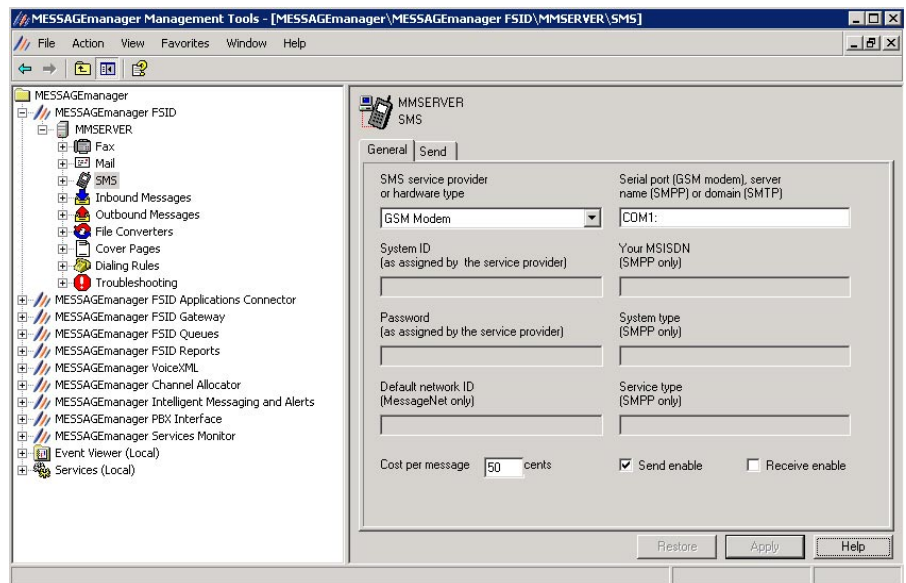 MESSAGEmanager Management Tools - [MESSAGEmanager\MESSAGEmanager FSID\MMSERVER\SMS]
File Action View Favorites Window Help
MESSAGEmanager
MESSAGEmanager FSID
MMSERVER
Fax
Mail
SMS
Inbound Messages
Outbound Messages
File Converters
Cover Pages
Dialing Rules
Troubleshooting
MESSAGEmanager FSID Applications Connector
MESSAGEmanager FSID Gateway
MESSAGEmanager FSID Queues
MESSAGEmanager FSID Reports
MESSAGEmanager VoiceXML
MESSAGEmanager Channel Allocator
MESSAGEmanager Intelligent Messaging and Alerts
MESSAGEmanager PBX Interface
MESSAGEmanager Services Monitor
Event Viewer (Local)
Services (Local)
MMSERVER
SMS
General Send
SMS service provider
or hardware type
GSM Modem
Serial port (GSM modem), server
name (SMPP) or domain (SMTP)
COM1:
System ID
(as assigned by the service provider)
Your MSISDN
(SMPP only)
Password
(as assigned by the service provider)
System type
(SMPP only)
Default network ID
(MessageNet only)
Service type
(SMPP only)
Cost per message 50 cents
Send enable Receive enable
Restore Apply Help